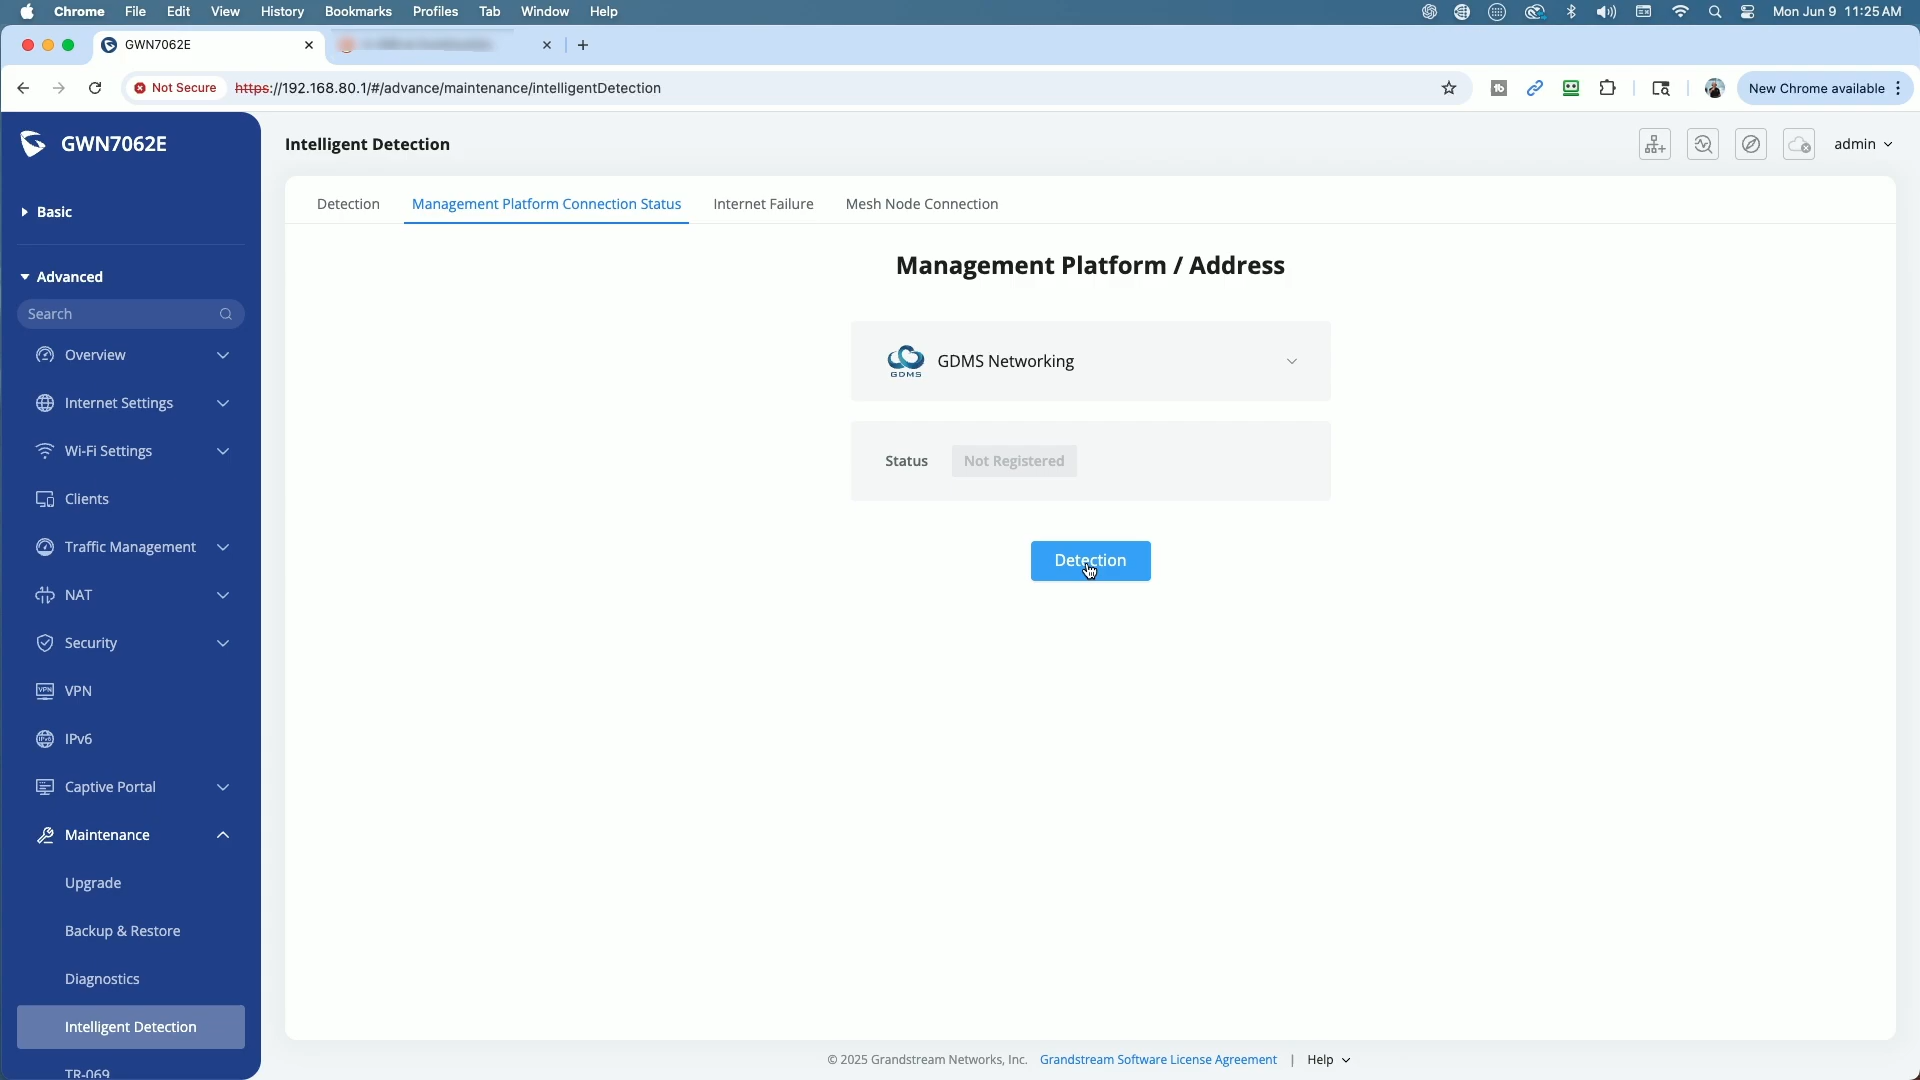 Chrome File Edit View History Bookmarks Profiles Tab Window Help Mon Jun 9 11:25 AM
GWN7062E
Not Secure https://192.168.80.1/#/advance/maintenance/intelligentDetection New Chrome available
GWN7062E
Intelligent Detection
admin
Basic
Detection Management Platform Connection Status Internet Failure Mesh Node Connection
Management Platform / Address
Advanced
Search
Overview
GDMS
GDMS Networking
Internet Settings
Wi-Fi Settings
Status Not Registered
Clients
Traffic Management
Detection
NAT
Security
VPN
VPN
IPv6
IPv6
Captive Portal
Maintenance
Upgrade
Backup & Restore
Diagnostics
Intelligent Detection
TR-069
© 2025 Grandstream Networks, Inc. Grandstream Software License Agreement | Help